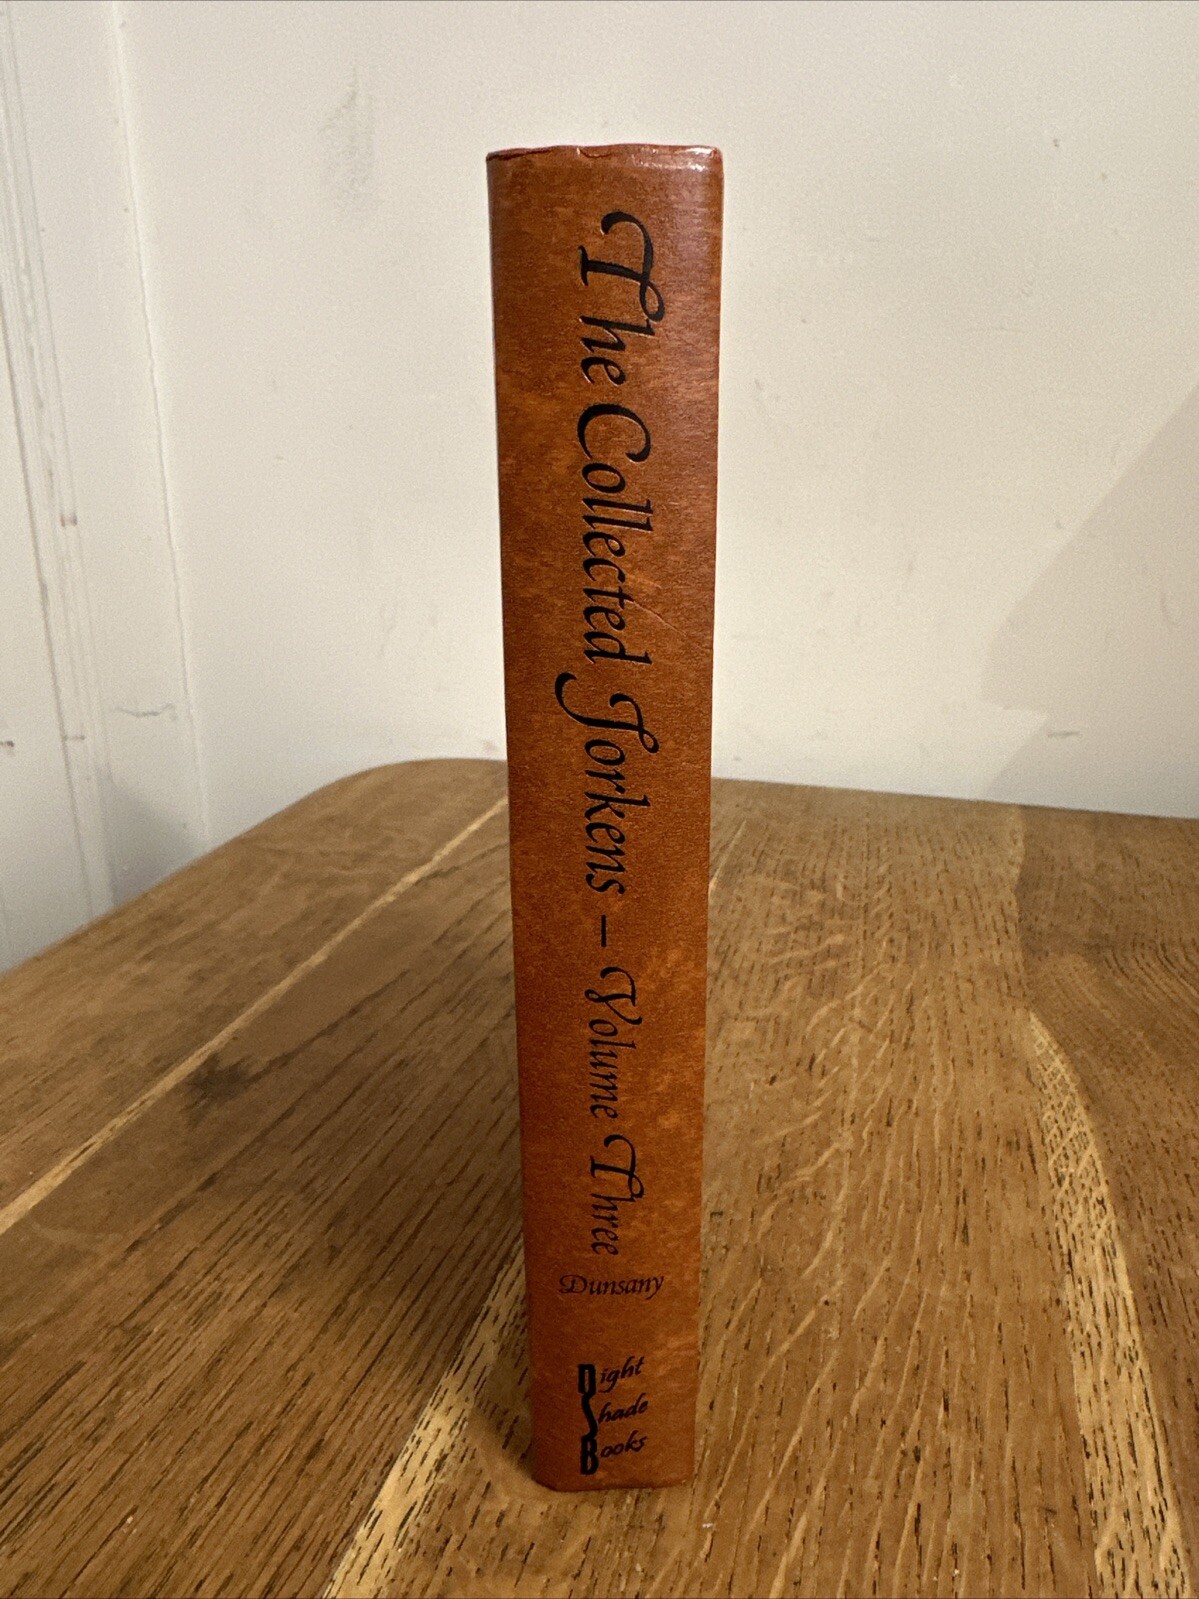 The Collected Jorkens – Volume Three
Dunsany
Night
Shade
Books